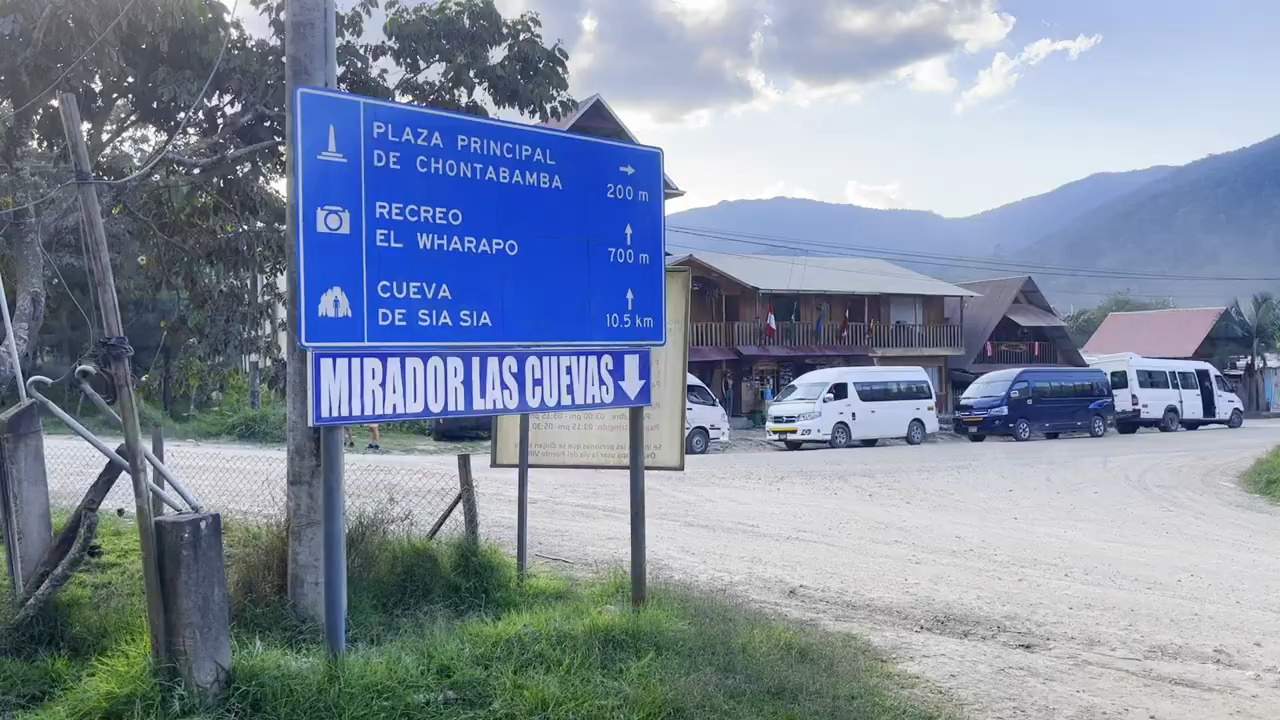 PLAZA PRINCIPAL
DE CHONTABAMBA
200 m
RECREO
EL WHARAPO
700 m
CUEVA
DE SIA SIA
10.5 km
MIRADOR LAS CUEVAS